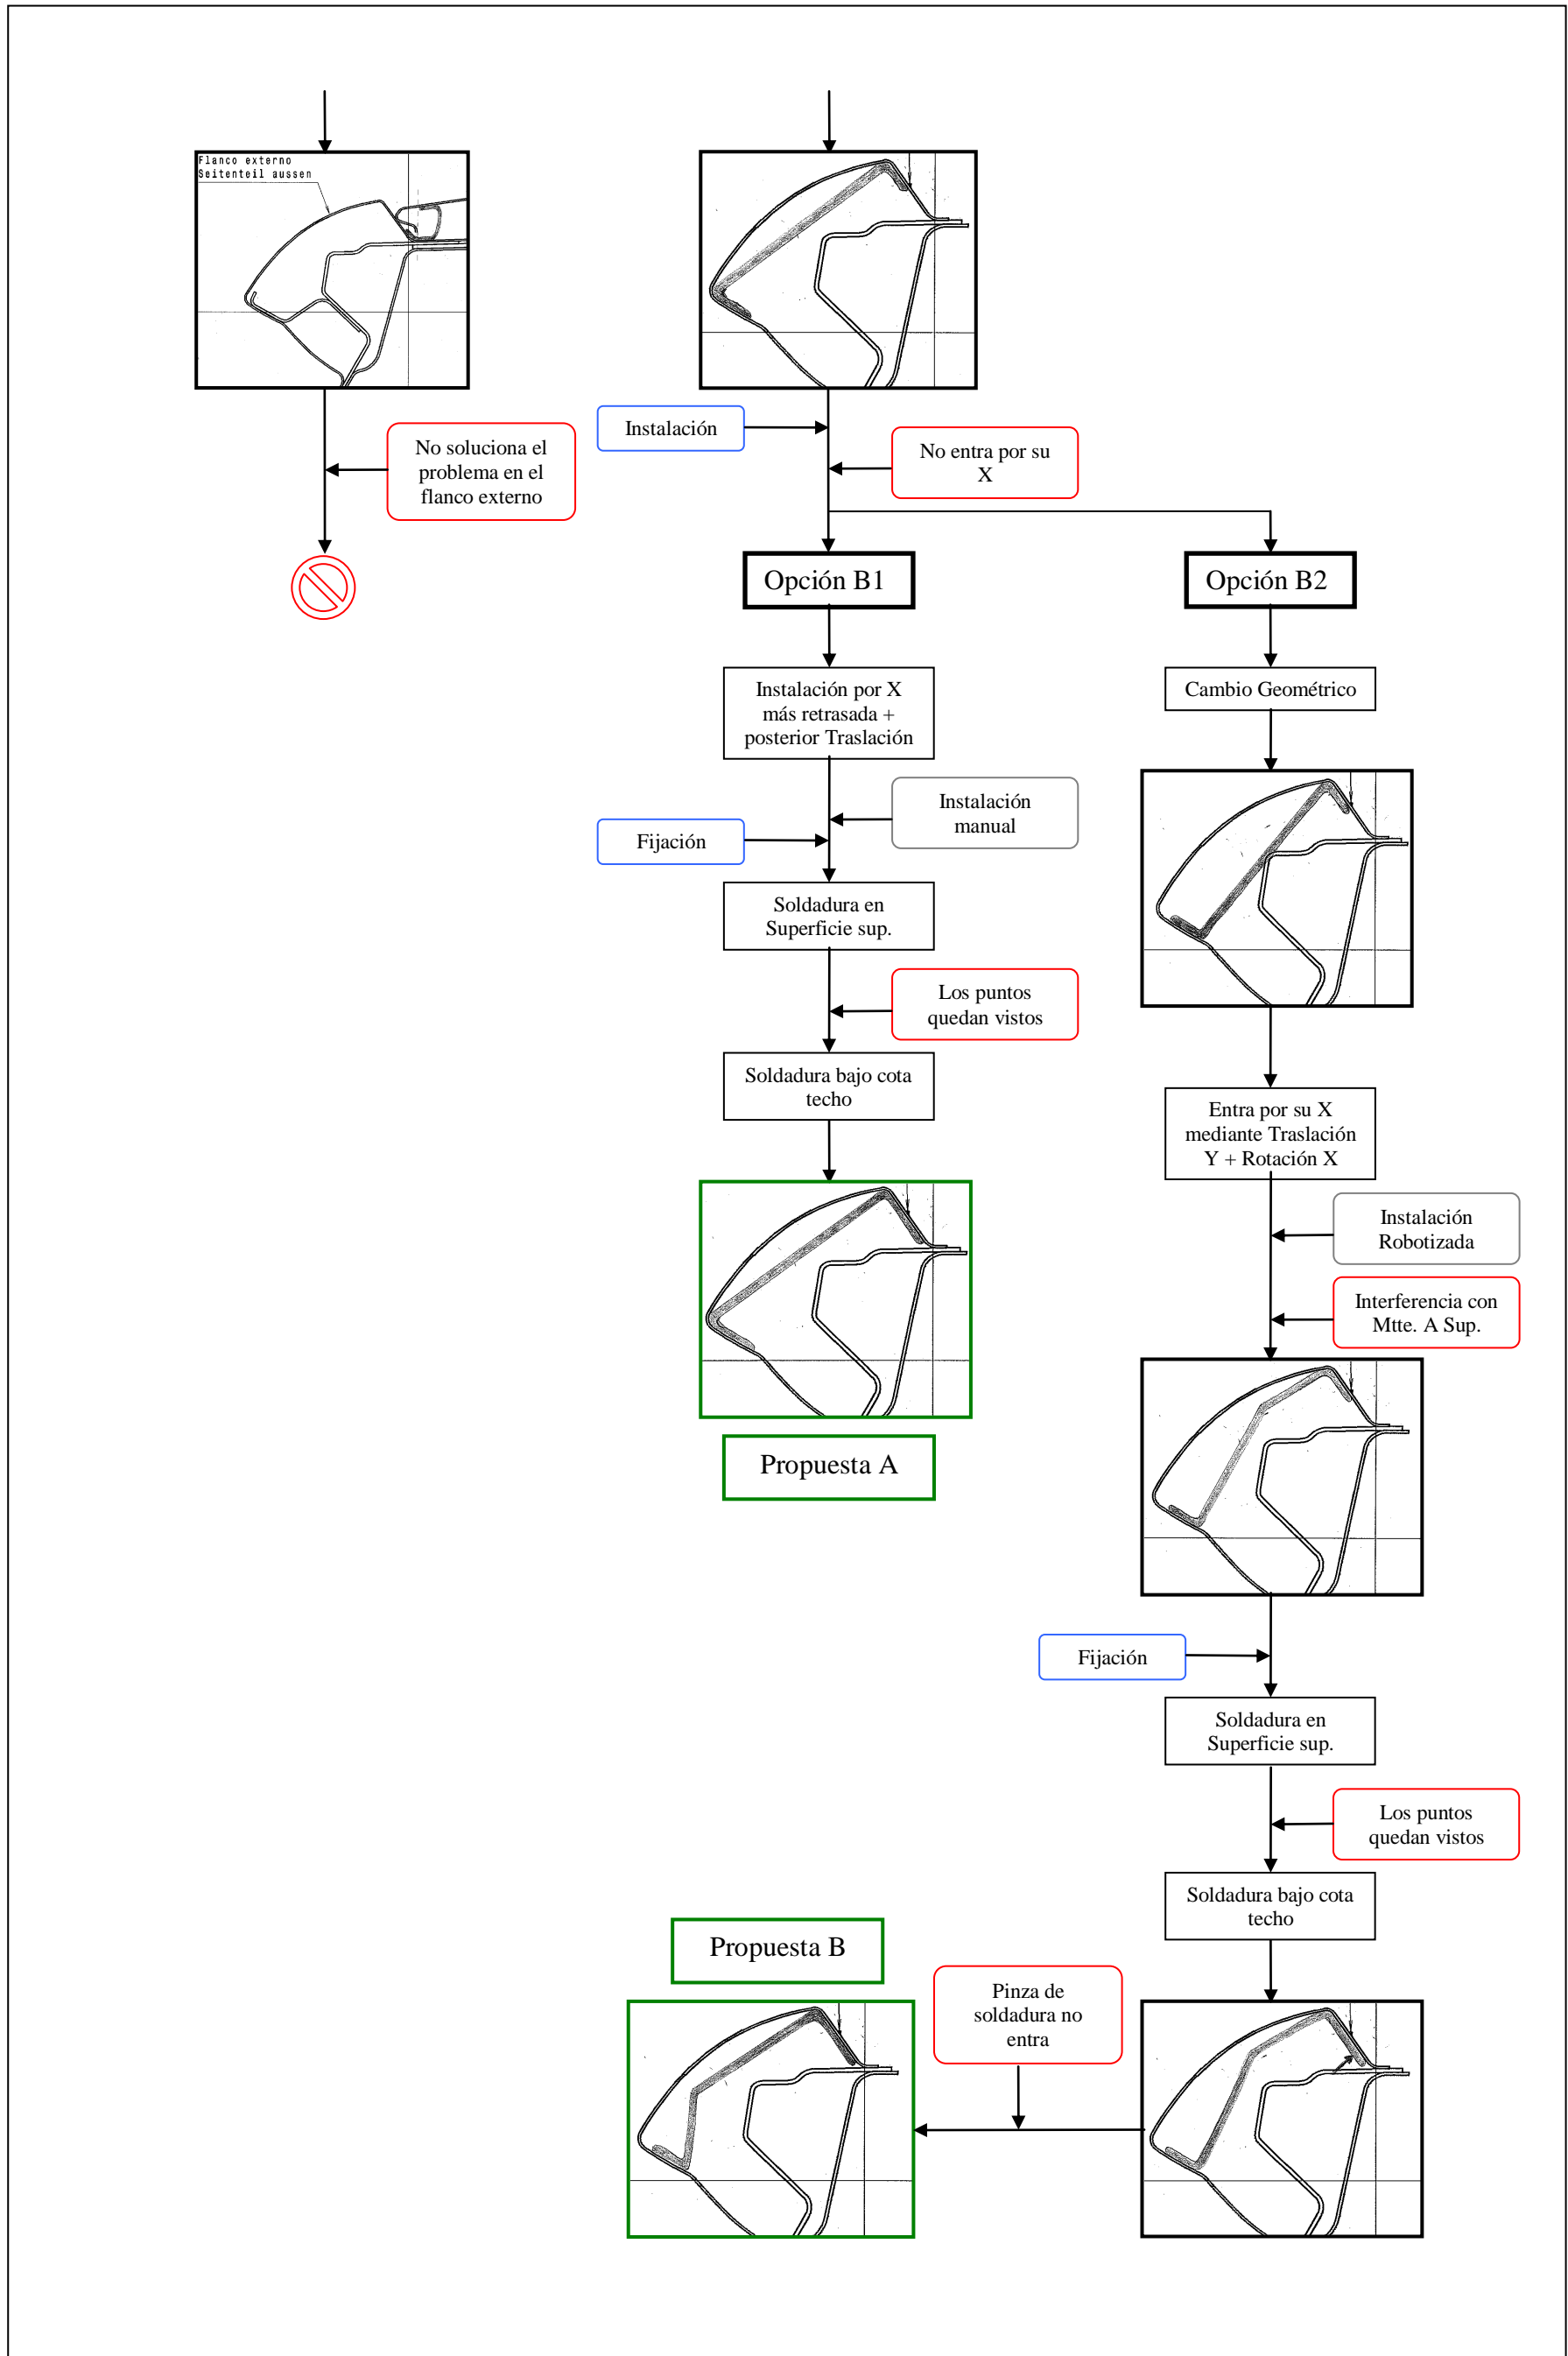 Flanco externo
Seitenteil aussen
No soluciona el
problema en el
flanco externo
Instalación
No entra por su
X
Opción B1
Opción B2
Instalación por X
más retrasada +
posterior Traslación
Cambio Geométrico
Instalación
manual
Fijación
Soldadura en
Superficie sup.
Los puntos
quedan vistos
Soldadura bajo cota
techo
Propuesta A
Entra por su X
mediante Traslación
Y + Rotación X
Instalación
Robotizada
Interferencia con
Mtte. A Sup.
Fijación
Soldadura en
Superficie sup.
Los puntos
quedan vistos
Soldadura bajo cota
techo
Pinza de
soldadura no
entra
Propuesta B